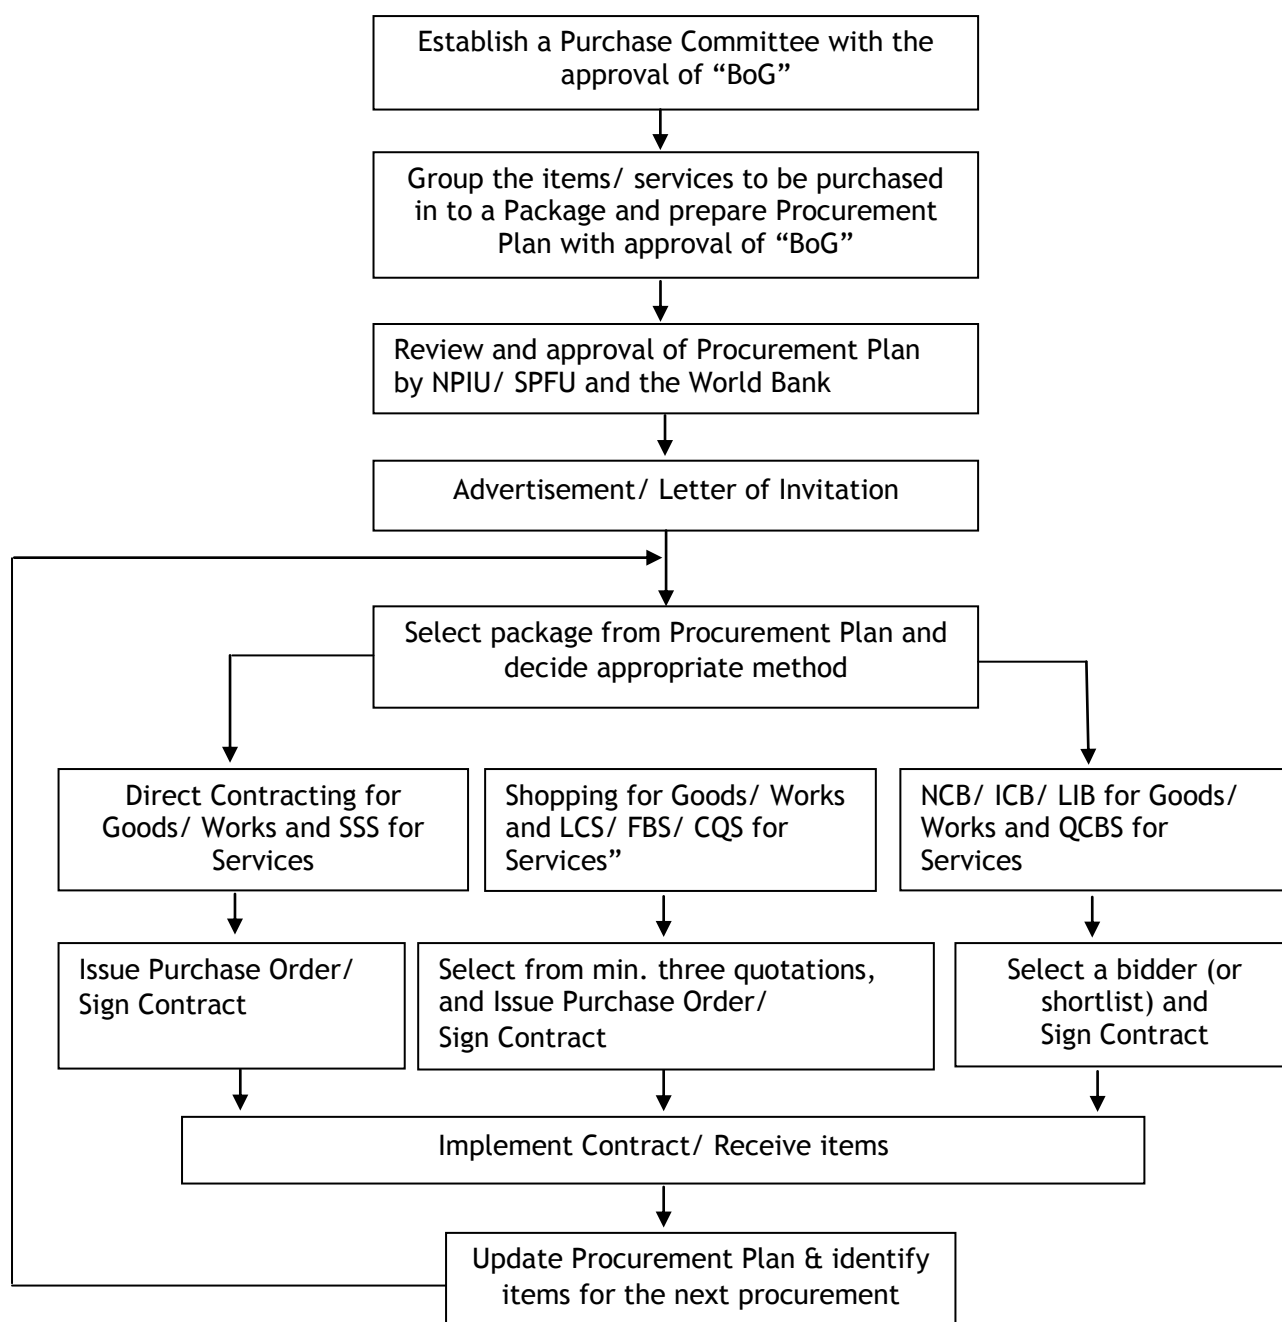 Establish a Purchase Committee with the
approval of “BoG”
Group the items/ services to be purchased
in to a Package and prepare Procurement
Plan with approval of “BoG”
Review and approval of Procurement Plan
by NPIU/ SPFU and the World Bank
Advertisement/ Letter of Invitation
Select package from Procurement Plan and
decide appropriate method
Direct Contracting for
Goods/ Works and SSS for
Services
Shopping for Goods/ Works
and LCS/ FBS/ CQS for
Services”
NCB/ ICB/ LIB for Goods/
Works and QCBS for
Services
Issue Purchase Order/
Sign Contract
Select from min. three quotations,
and Issue Purchase Order/
Sign Contract
Select a bidder (or
shortlist) and
Sign Contract
Implement Contract/ Receive items
Update Procurement Plan & identify
items for the next procurement